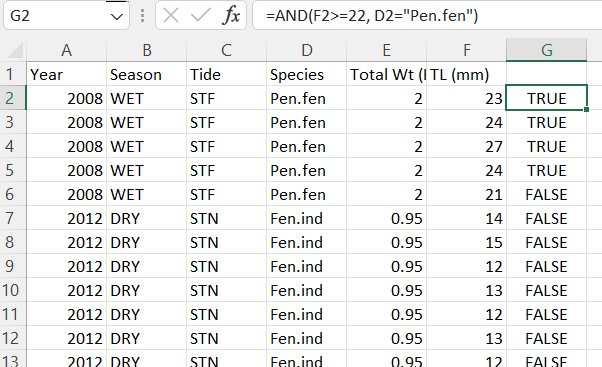 G2 fx =AND(F2>=22, D2="Pen.fen")
A B C D E F G
1 Year Season Tide Species Total Wt (I TL (mm)
2 2008 WET STF Pen.fen 2 23 TRUE
3 2008 WET STF Pen.fen 2 24 TRUE
4 2008 WET STF Pen.fen 2 27 TRUE
5 2008 WET STF Pen.fen 2 24 TRUE
6 2008 WET STF Pen.fen 2 21 FALSE
7 2012 DRY STN Fen.ind 0.95 14 FALSE
8 2012 DRY STN Fen.ind 0.95 15 FALSE
9 2012 DRY STN Fen.ind 0.95 12 FALSE
10 2012 DRY STN Fen.ind 0.95 13 FALSE
11 2012 DRY STN Fen.ind 0.95 12 FALSE
12 2012 DRY STN Fen.ind 0.95 13 FALSE
13 2012 DRY STN Fen.ind 0.95 12 FALSE